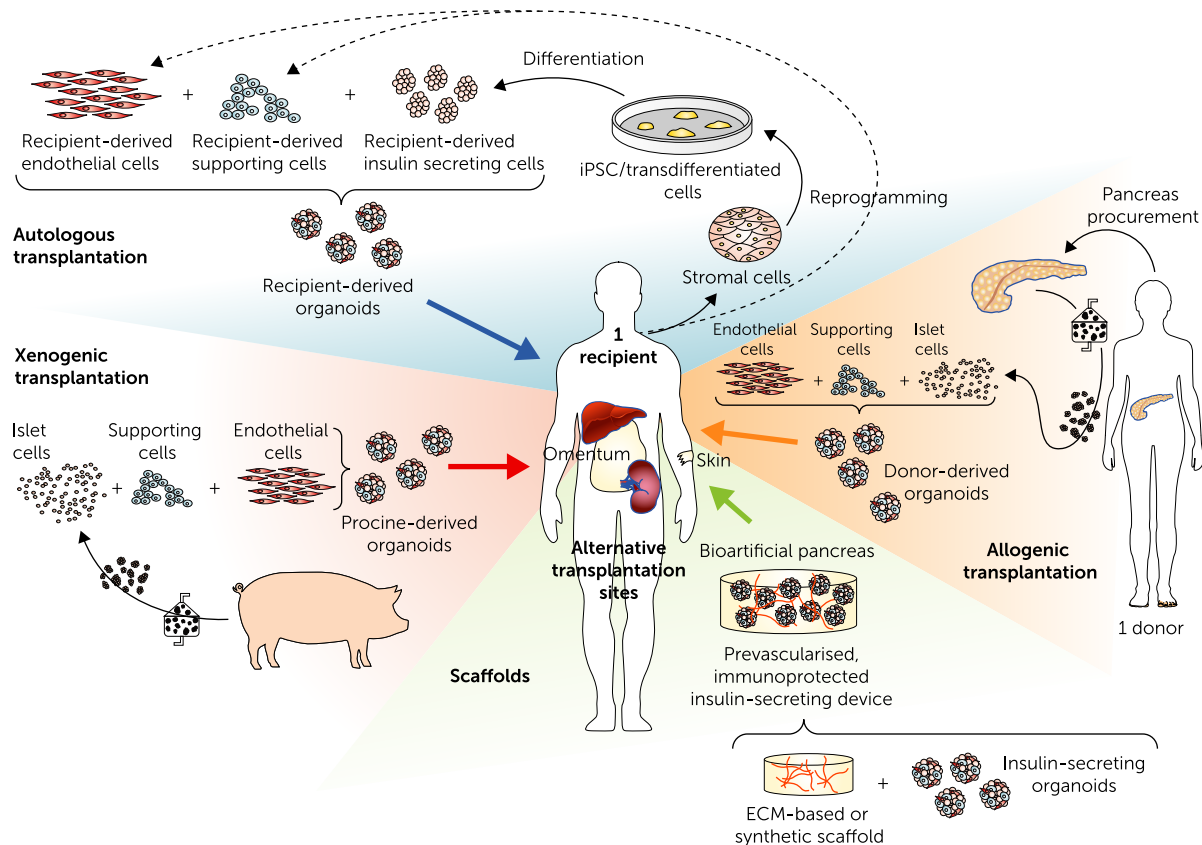 Differentiation
Recipient-derived
endothelial cells
+
Recipient-derived
supporting cells
+
Recipient-derived
insulin secreting cells
iPSC/transdifferentiated
cells
Reprogramming
Stromal cells
Autologous
transplantation
Recipient-derived
organoids
Pancreas
procurement
1
recipient
Endothelial
cells
+
Supporting
cells
+
Islet
cells
Donor-derived
organoids
Allogenic
transplantation
1 donor
Xenogenic
transplantation
Islet
cells
+
Supporting
cells
+
Endothelial
cells
Procine-derived
organoids
Omentum
Skin
Alternative
transplantation
sites
Scaffolds
Bioartificial pancreas
Prevascularised,
immunoprotected
insulin-secreting device
ECM-based or
synthetic scaffold
+
Insulin-secreting
organoids